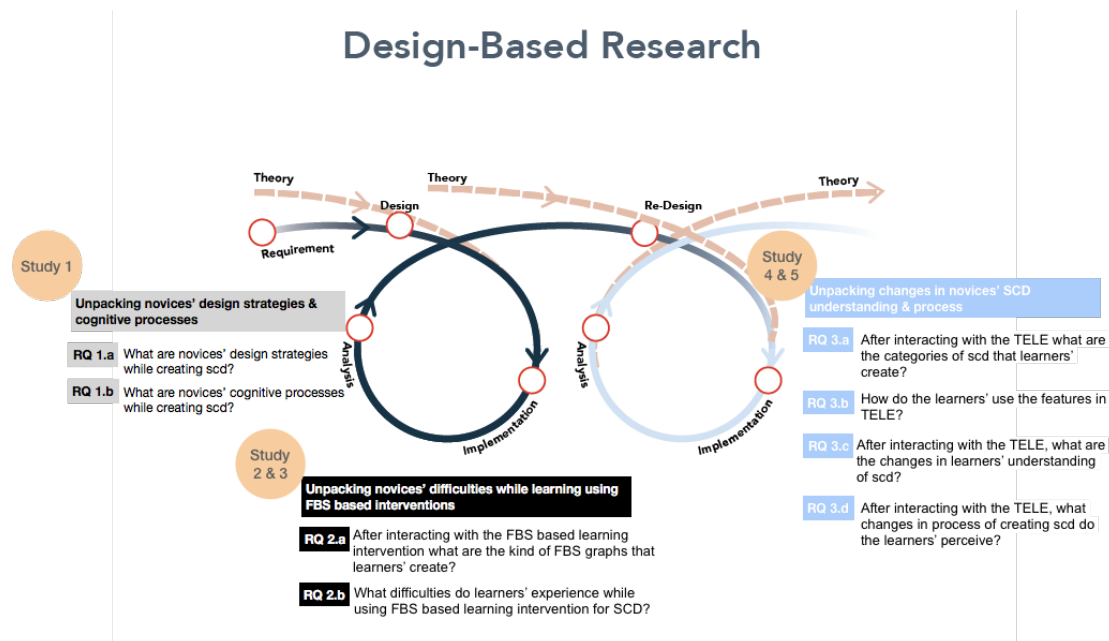 Design-Based Research
Theory
Theory
Theory
Design
Re-Design
Requirement
Analysis
Implementation
Analysis
Implementation
Study 1
Unpacking novices’ design strategies &
cognitive processes
RQ 1.a What are novices’ design strategies
while creating scd?
RQ 1.b What are novices’ cognitive processes
while creating scd?
Study
2 & 3
Unpacking novices’ difficulties while learning using
FBS based interventions
RQ 2.a After interacting with the FBS based learning
intervention what are the kind of FBS graphs that
learners’ create?
RQ 2.b What difficulties do learners’ experience while
using FBS based learning intervention for SCD?
Study
4 & 5
Unpacking changes in novices’ SCD
understanding & process
RQ 3.a After interacting with the TELE what are
the categories of scd that learners’
create?
RQ 3.b How do the learners’ use the features in
TELE?
RQ 3.c After interacting with the TELE, what are
the changes in learners’ understanding
of scd?
RQ 3.d After interacting with the TELE, what
changes in process of creating scd do
the learners’ perceive?